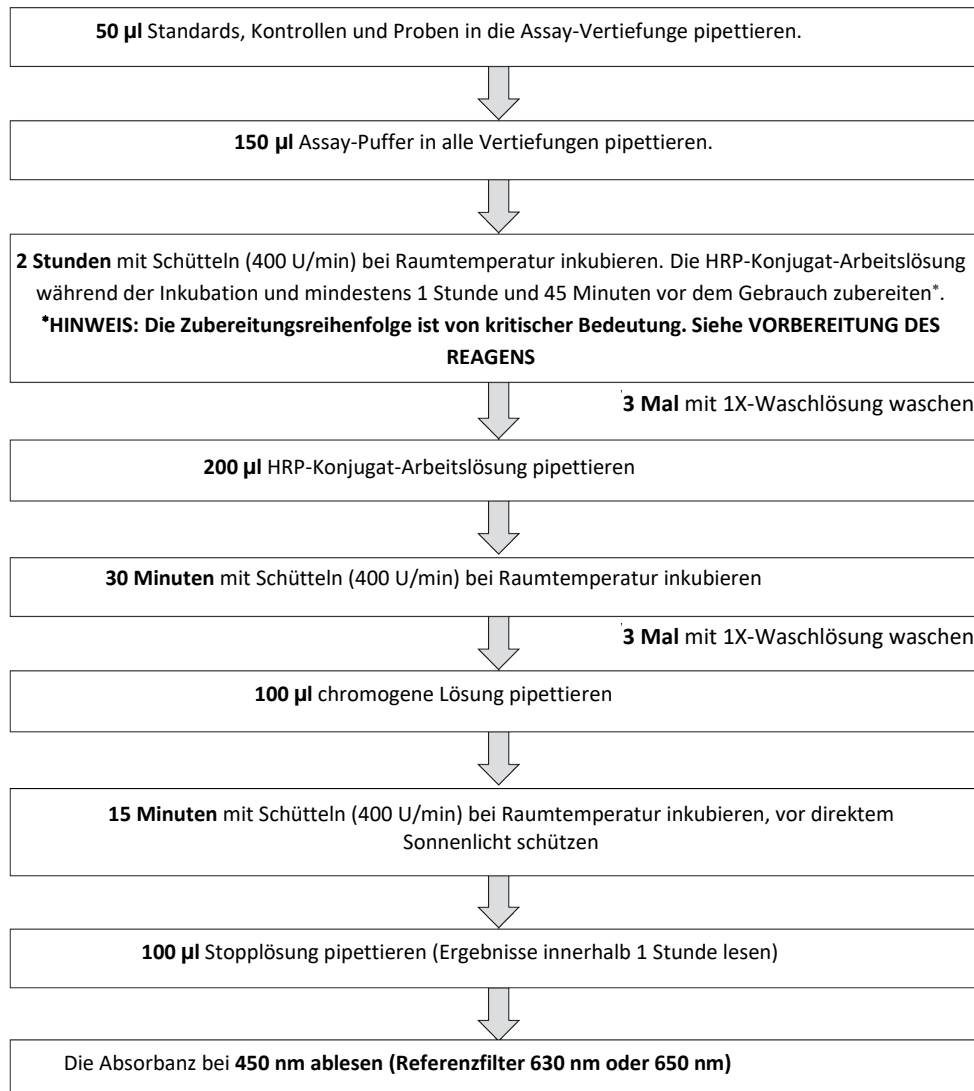 50 µl Standards, Kontrollen und Proben in die Assay-Vertiefunge pipettieren.
150 µl Assay-Puffer in alle Vertiefungen pipettieren.
2 Stunden mit Schütteln (400 U/min) bei Raumtemperatur inkubieren. Die HRP-Konjugat-Arbeitslösung
während der Inkubation und mindestens 1 Stunde und 45 Minuten vor dem Gebrauch zubereiten*.
*HINWEIS: Die Zubereitungsreihenfolge ist von kritischer Bedeutung. Siehe VORBEREITUNG DES
REAGENS
3 Mal mit 1X-Waschlösung waschen
200 µl HRP-Konjugat-Arbeitslösung pipettieren
30 Minuten mit Schütteln (400 U/min) bei Raumtemperatur inkubieren
3 Mal mit 1X-Waschlösung waschen
100 µl chromogene Lösung pipettieren
15 Minuten mit Schütteln (400 U/min) bei Raumtemperatur inkubieren, vor direktem
Sonnenlicht schützen
100 µl Stopplösung pipettieren (Ergebnisse innerhalb 1 Stunde lesen)
Die Absorbanz bei 450 nm ablesen (Referenzfilter 630 nm oder 650 nm)